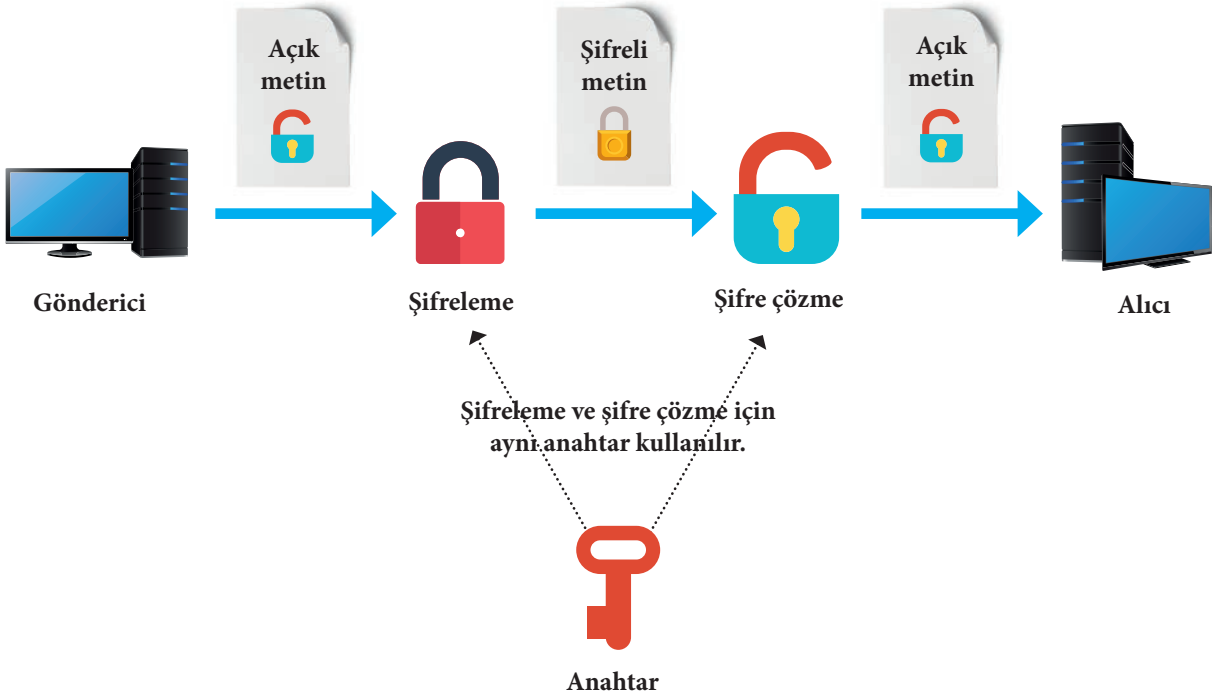 Açık
metin
Şifreli
metin
Açık
metin
Gönderici
Şifreleme
Şifre çözme
Alıcı
Şifreleme ve şifre çözme için
aynı anahtar kullanılır.
Anahtar